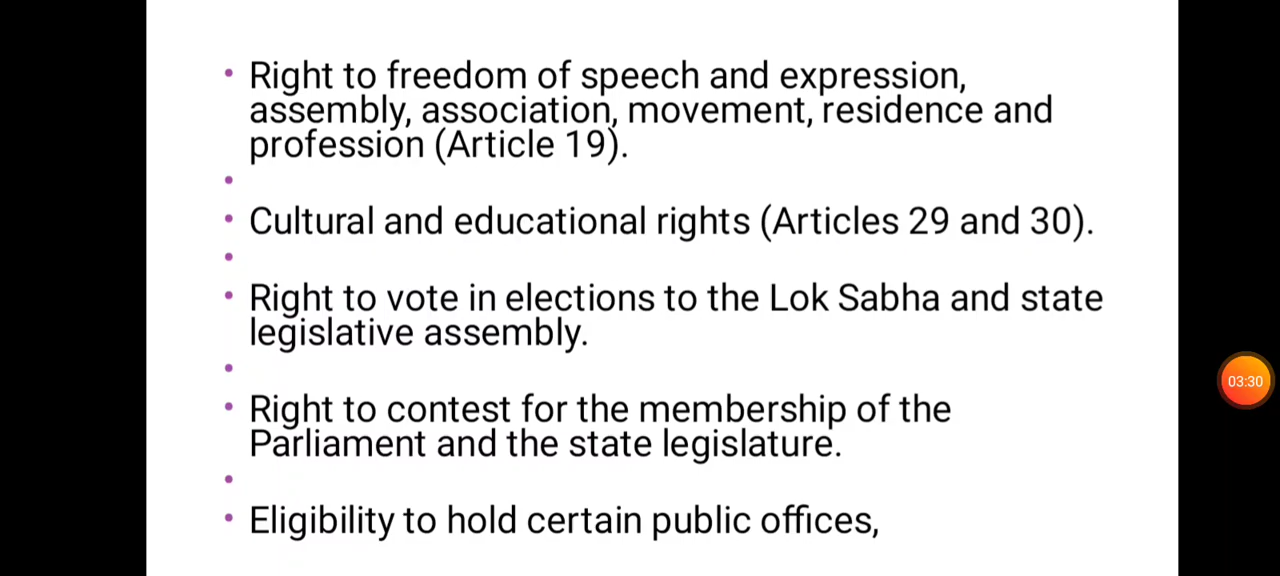 • Right to freedom of speech and expression,
assembly, association, movement, residence and
profession (Article 19).
•
• Cultural and educational rights (Articles 29 and 30).
•
• Right to vote in elections to the Lok Sabha and state
legislative assembly.
•
• Right to contest for the membership of the
Parliament and the state legislature.
•
• Eligibility to hold certain public offices,
03:30